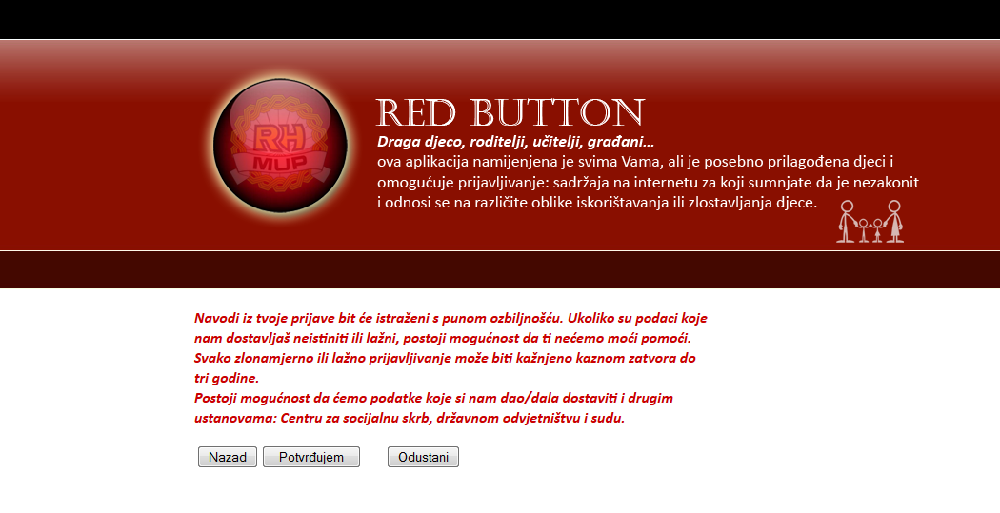 RH
MUP
RED BUTTON
Draga djeco, roditelji, učitelji, građani...
ova aplikacija namijenjena je svima Vama, ali je posebno prilagođena djeci i
omogućuje prijavljivanje: sadržaja na internetu za koji sumnjate da je nezakonit
i odnosi se na različite oblike iskorištavanja ili zlostavljanja djece.
Navodi iz tvoje prijave bit će istraženi s punom ozbiljnošću. Ukoliko su podaci koje
nam dostavljaš neistiniti ili lažni, postoji mogućnost da ti nećemo moći pomoći.
Svako zlonamjerno ili lažno prijavljivanje može biti kažnjeno kaznom zatvora do
tri godine.
Postoji mogućnost da ćemo podatke koje si nam dao/dala dostaviti i drugim
ustanovama: Centru za socijalnu skrb, državnom odvjetništvu i sudu.
Nazad Potvrđujem Odustani